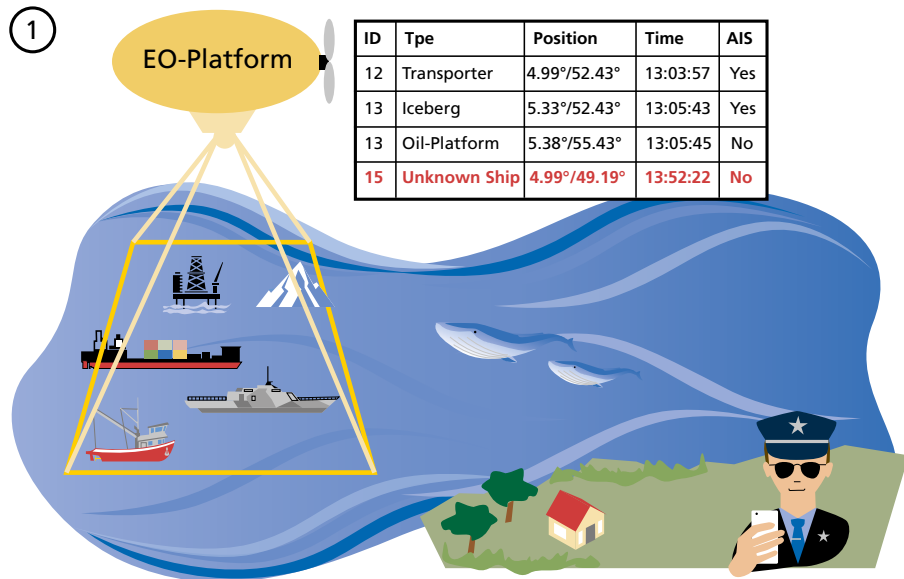 1
EO-Platform
ID Tpe Position Time AIS
12 Transporter 4.99°/52.43° 13:03:57 Yes
13 Iceberg 5.33°/52.43° 13:05:43 Yes
13 Oil-Platform 5.38°/55.43° 13:05:45 No
15 Unknown Ship 4.99°/49.19° 13:52:22 No